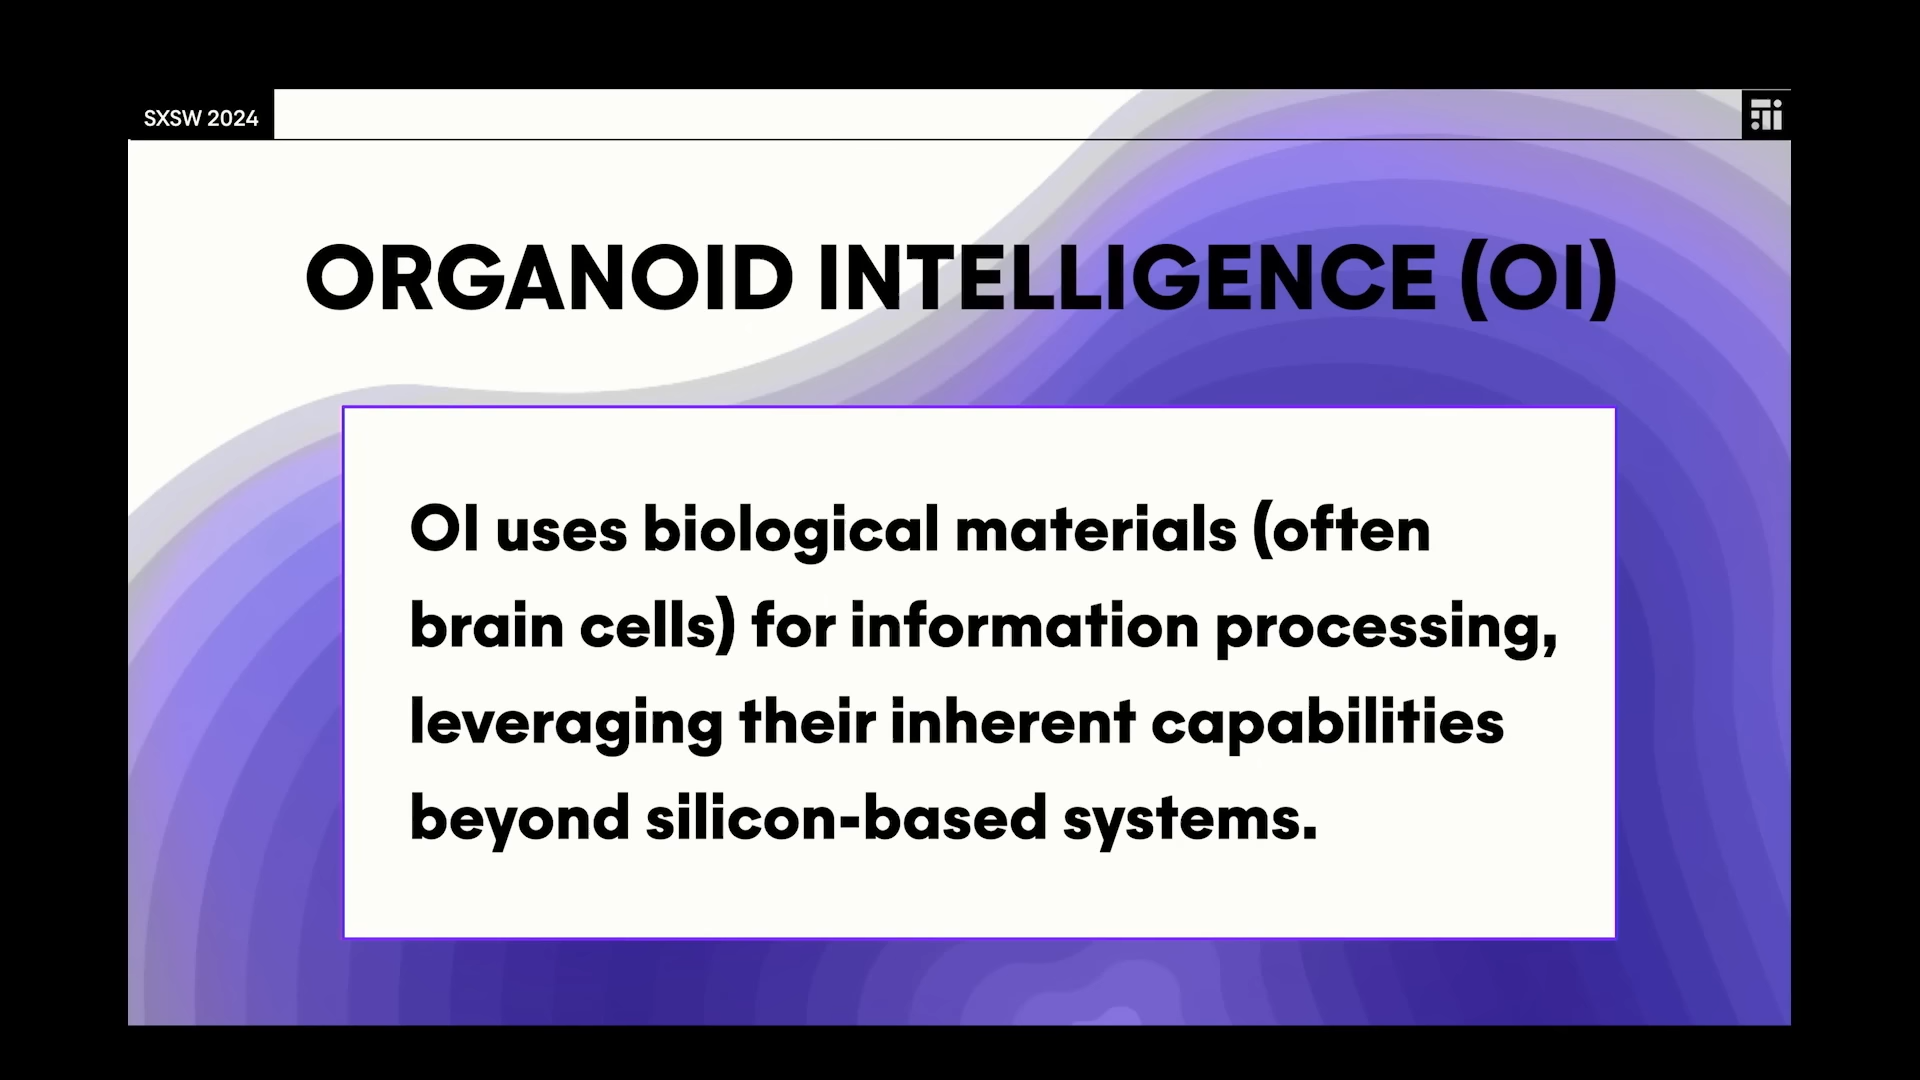 SXSW 2024
ORGANOID INTELLIGENCE (OI)
OI uses biological materials (often
brain cells) for information processing,
leveraging their inherent capabilities
beyond silicon-based systems.